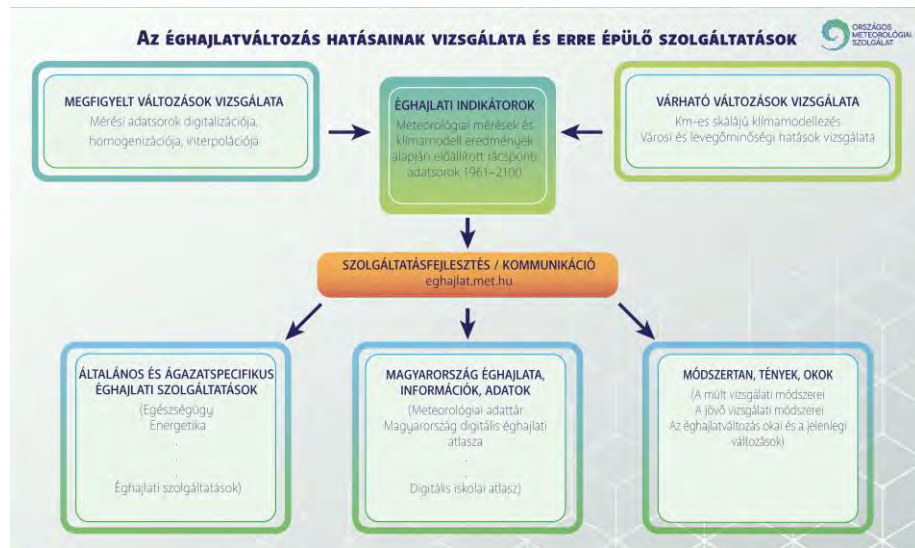 AZ ÉGHAJLATVÁLTOZÁS HATÁSAINAK VIZSGÁLATA ÉS ERRE ÉPÜLŐ SZOLGÁLTATÁSOK
ORSZÁGOS
METEOROLÓGIAI
SZOLGÁLAT
MEGFIGYELT VÁLTOZÁSOK VIZSGÁLATA
Mérési adatsorok digitalizációja,
homogenizációja, interpolációja
ÉGHAJLATI INDIKÁTOROK
Meteorológiai mérések és
klímamodell eredmények
alapján előállított rácsponti
adatsorok 1961–2100
VÁRHATÓ VÁLTOZÁSOK VIZSGÁLATA
Km-es skálájú klímamodellezés
Városi és levegőminőségi hatások vizsgálata
SZOLGÁLTATÁSFEJLESZTÉS / KOMMUNIKÁCIÓ
eghajlat.met.hu
ÁLTALÁNOS ÉS ÁGAZATSPECIFIKUS
ÉGHAJLATI SZOLGÁLTATÁSOK
(Egészségügy
Energetika
.
.
.
Éghajlati szolgáltatások)
MAGYARORSZÁG ÉGHAJLATA,
INFORMÁCIÓK, ADATOK
(Meteorológiai adattár
Magyarország digitális éghajlati
atlasza
.
.
Digitális iskolai atlasz)
MÓDSZERTAN, TÉNYEK, OKOK
(A múlt vizsgálati módszerei
A jövő vizsgálati módszerei
Az éghajlatváltozás okai és a jelenlegi
változások)